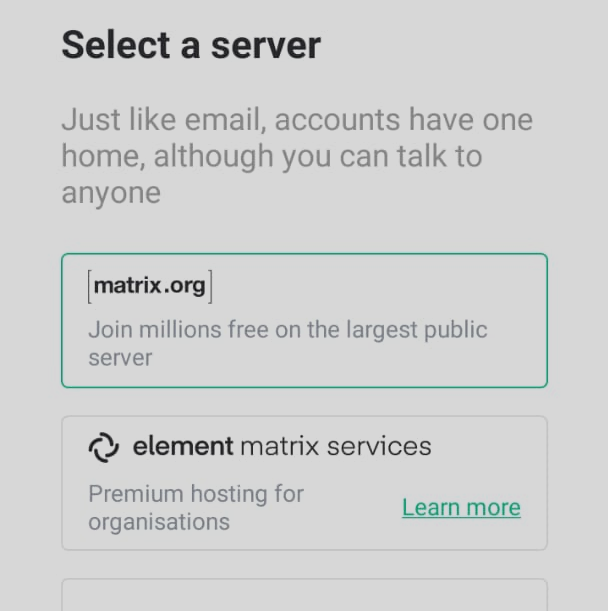 Select a server
Just like email, accounts have one
home, although you can talk to
anyone
[matrix.org]
Join millions free on the largest public
server
element matrix services
Premium hosting for
organisations
Learn more